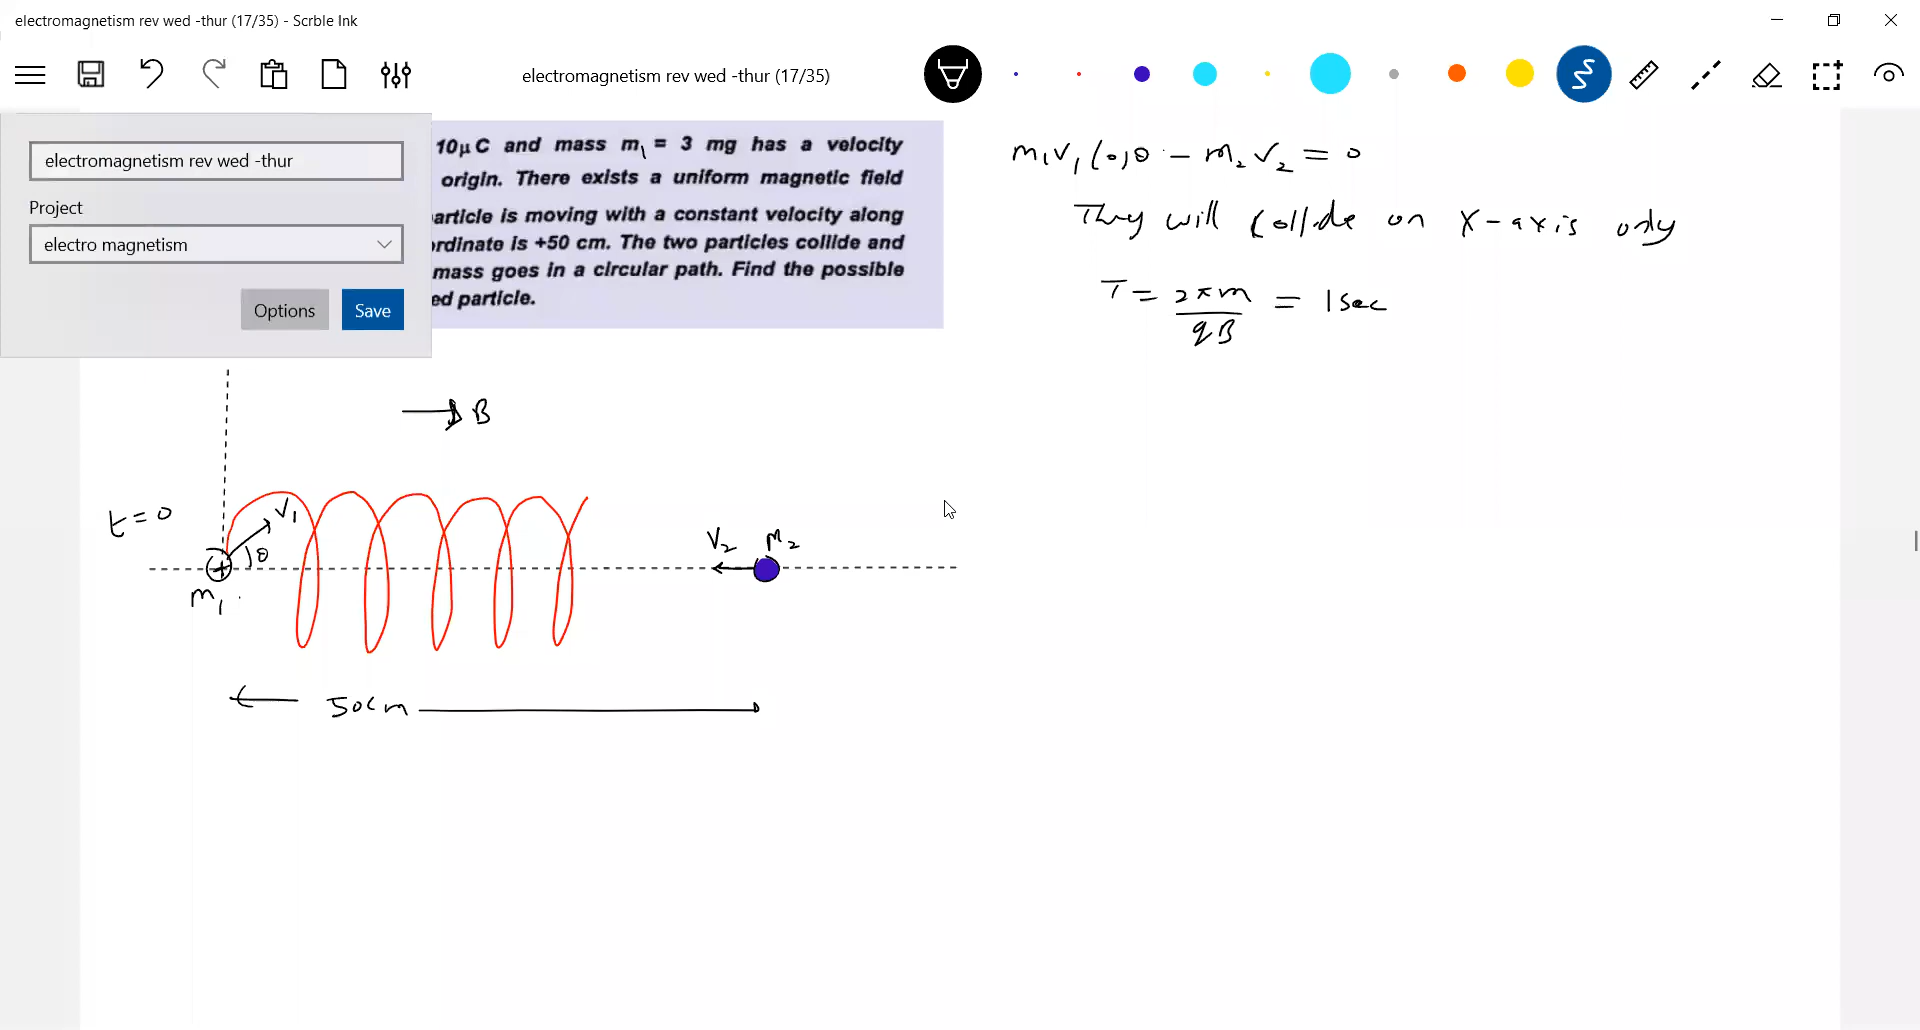 electromagnetism rev wed -thur (17/35) - Scrble Ink
electromagnetism rev wed -thur (17/35)
electromagnetism rev wed -thur
Project
electro magnetism
Options Save
10μC and mass m₁ = 3 mg has a velocity
origin. There exists a uniform magnetic field
article is moving with a constant velocity along
rdinate is +50 cm. The two particles collide and
mass goes in a circular path. Find the possible
ed particle.
m₁v₁ cosθ - m₂v₂ = 0
They will collide on x-axis only
T = 2πm/qB = 1 sec
B
t=0
V₁
θ
m₁
V₂ M₂
50cm